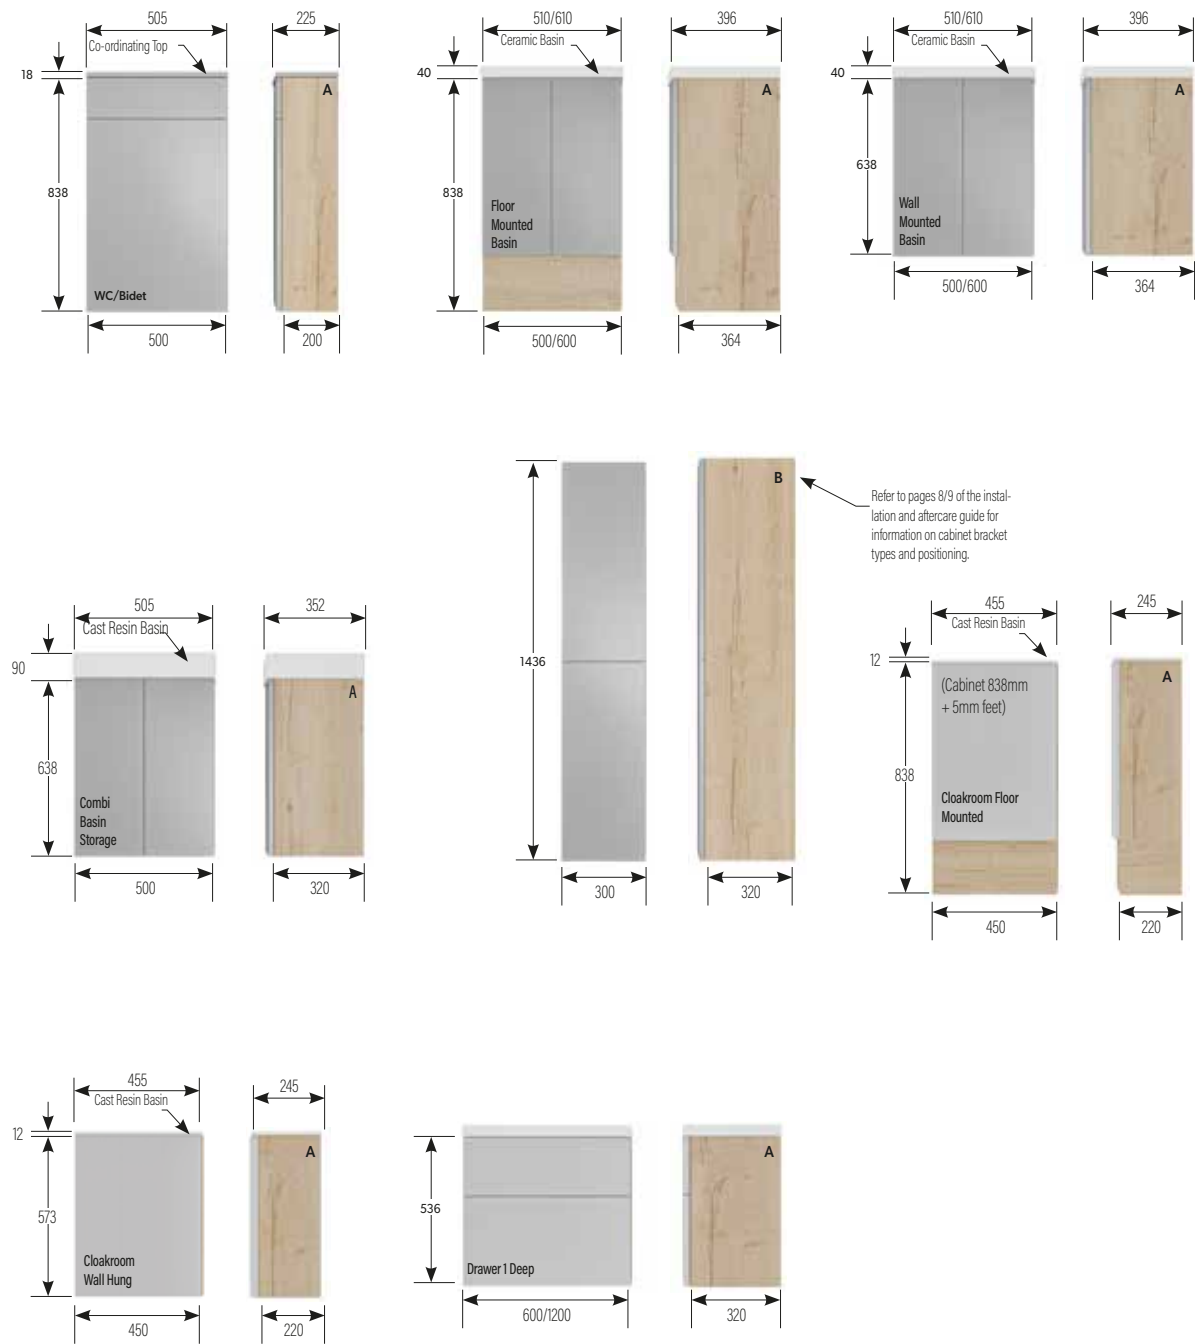 505
225
Co-ordinating Top
18
A
838
WC/Bidet
500
200
510/610
396
Ceramic Basin
40
A
838
Floor
Mounted
Basin
500/600
364
510/610
396
Ceramic Basin
40
A
638
Wall
Mounted
Basin
500/600
364
505
352
Cast Resin Basin
90
A
638
Combi
Basin
Storage
500
320
B
1436
300
320
Refer to pages 8/9 of the instal-
lation and aftercare guide for
information on cabinet bracket
types and positioning.
455
245
Cast Resin Basin
12
A
(Cabinet 838mm
+ 5mm feet)
838
Cloakroom Floor
Mounted
450
220
455
245
Cast Resin Basin
12
A
573
Cloakroom
Wall Hung
450
220
A
536
Drawer 1 Deep
600/1200
320